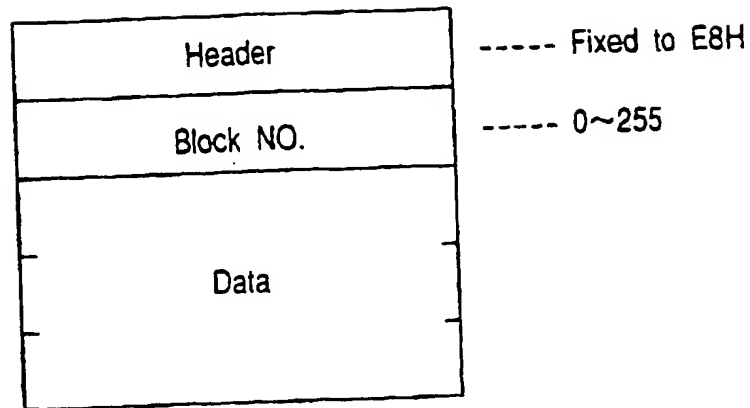 Header ----- Fixed to E8H
Block NO. ----- 0~255
Data